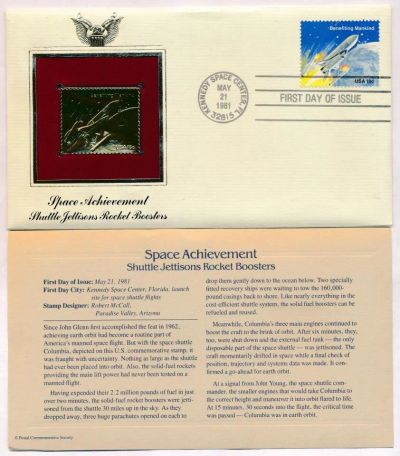 Benefiting Mankind
USA 18c
KENNEDY SPACE CENTER, FL
MAY
21
1981
32815
FIRST DAY OF ISSUE
Space Achievement
Shuttle Jettisons Rocket Boosters
Space Achievement
Shuttle Jettisons Rocket Boosters
First Day of Issue: May 21, 1981
First Day City: Kennedy Space Center, Florida, launch
site for space shuttle flights
Stamp Designer: Robert McCall,
Paradise Valley, Arizona
Since John Glenn first accomplished the feat in 1962,
achieving earth orbit had become a routine part of
America's manned space flight. But with the space shuttle
Columbia, depicted on this U.S. commemorative stamp, it
was fraught with uncertainty. Nothing as large as the shuttle
had ever been placed into orbit. Also, the solid-fuel rockets
providing the main lift power had never been tested on a
manned flight.
Having expended their 2.2 million pounds of fuel in just
over two minutes, the solid-fuel rocket boosters were jetti-
soned from the shuttle 30 miles up in the sky. As they
dropped away, three huge parachutes opened on each to
drop them gently down to the ocean below. Two specially
fitted recovery ships were waiting to tow the 160,000-
pound casings back to shore. Like nearly everything in the
cost-efficient shuttle system, the solid fuel boosters can be
refueled and reused.
Meanwhile, Columbia's three main engines continued to
boost the craft to the brink of orbit. After six minutes, they,
too, were shut down and the external fuel tank — the only
disposable part of the space shuttle — was jettisoned. The
craft momentarily drifted in space while a final check of
position, trajectory and systems data was made. It con-
firmed a go-ahead for earth orbit.
At a signal from John Young, the space shuttle com-
mander, the smaller engines that would take Columbia to
the correct height and maneuver it into orbit flared to life.
At 15 minutes, 30 seconds into the flight, the critical time
was passed — Columbia was in earth orbit.
© Postal Commemorative Society